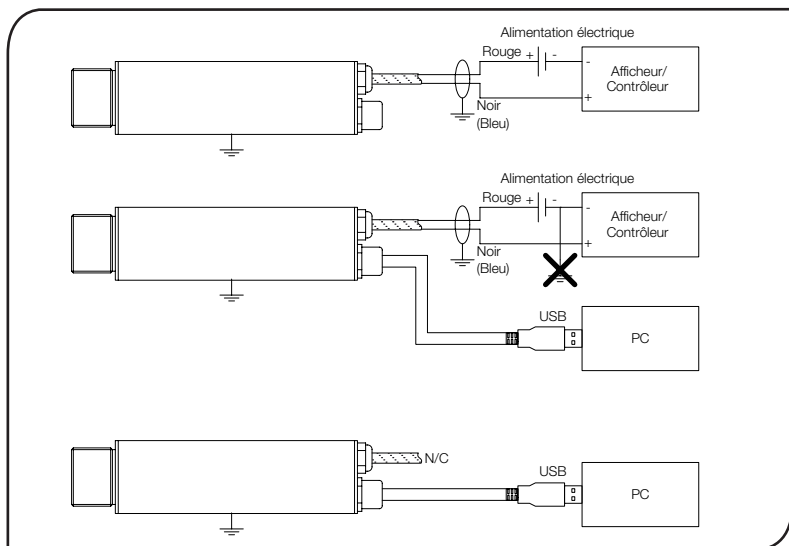 Alimentation électrique
Rouge + -
-
Afficheur/
Contrôleur
+
Noir
(Bleu)
Alimentation électrique
Rouge + -
-
Afficheur/
Contrôleur
+
Noir
(Bleu)
USB
PC
N/C
USB
PC